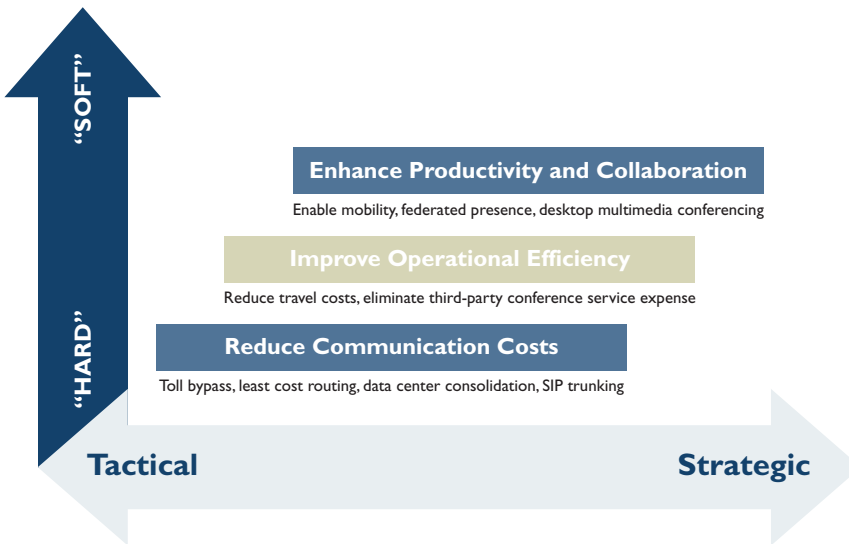 “SOFT”
Enhance Productivity and Collaboration
Enable mobility, federated presence, desktop multimedia conferencing
Improve Operational Efficiency
Reduce travel costs, eliminate third-party conference service expense
“HARD”
Reduce Communication Costs
Toll bypass, least cost routing, data center consolidation, SIP trunking
Tactical
Strategic